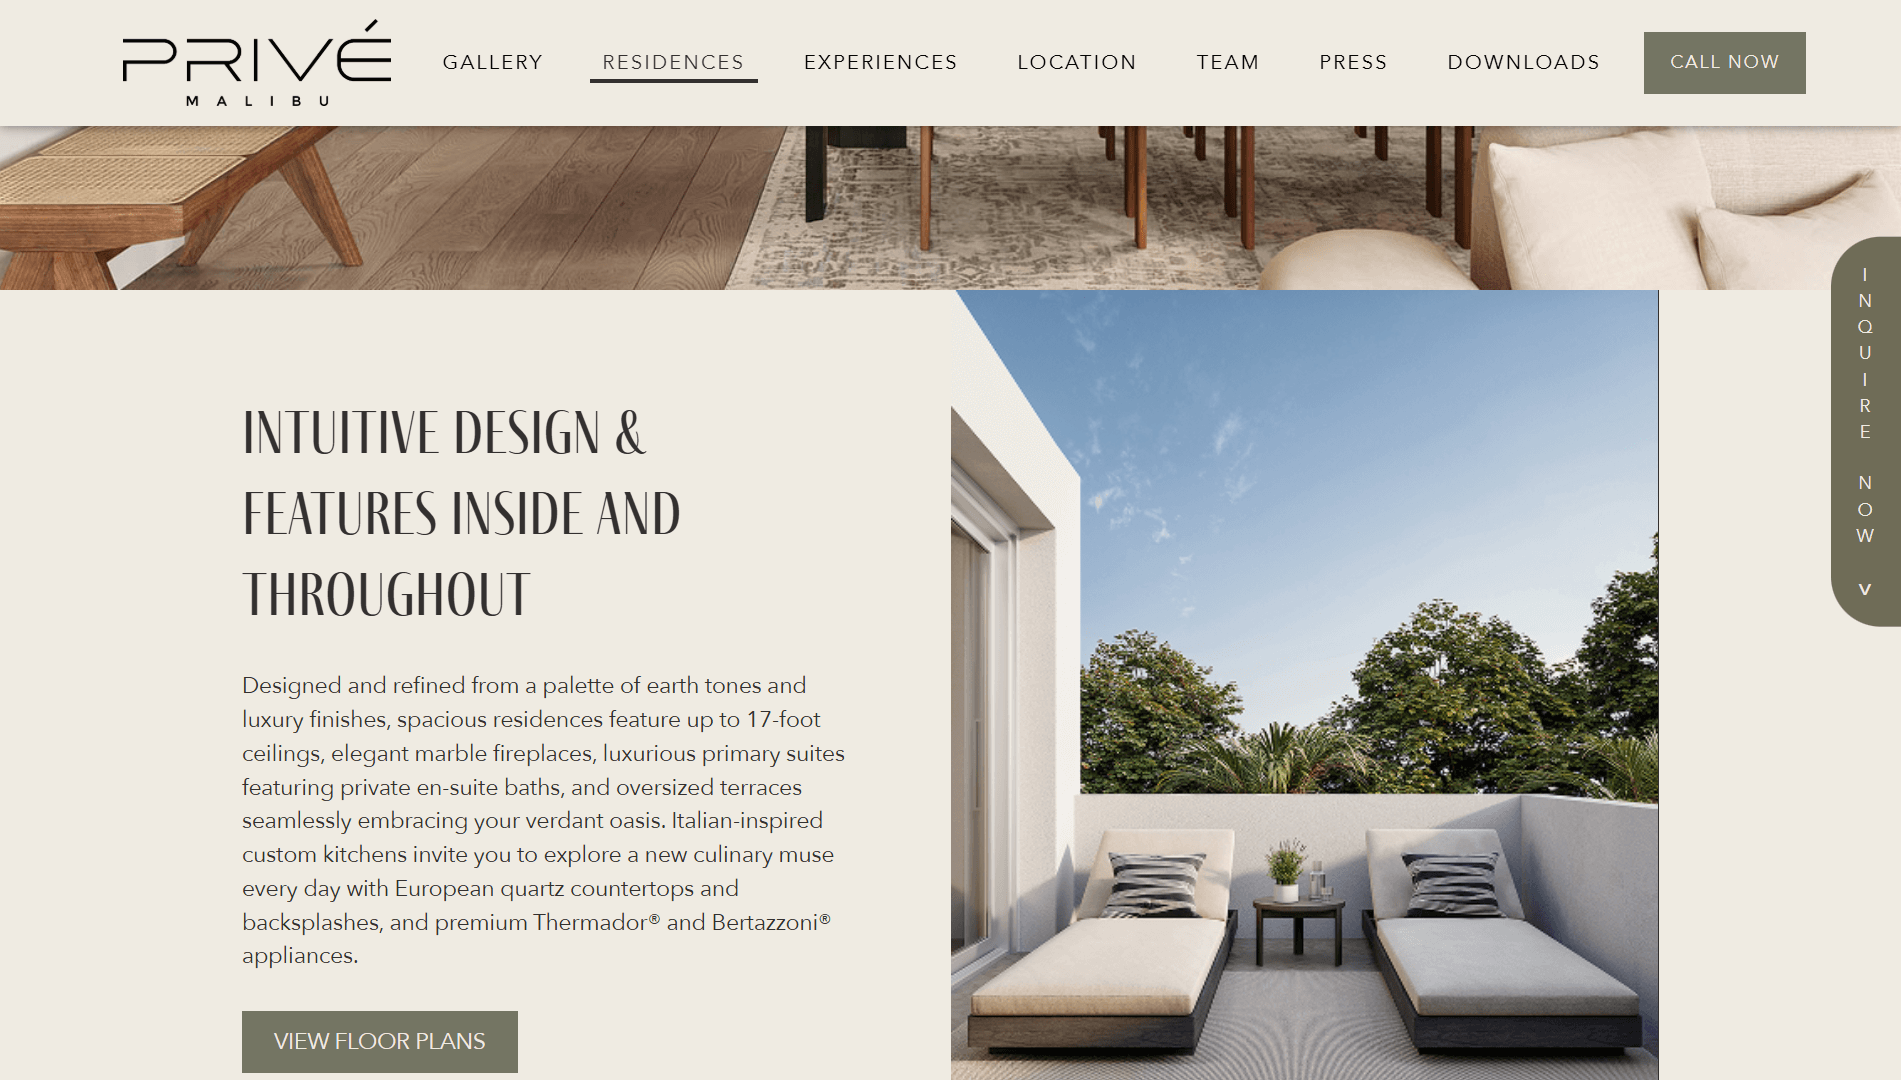 PRIVÉ
MALIBU
GALLERY
RESIDENCES
EXPERIENCES
LOCATION
TEAM
PRESS
DOWNLOADS
CALL NOW
INQUIRE NOW >
INTUITIVE DESIGN &
FEATURES INSIDE AND
THROUGHOUT
Designed and refined from a palette of earth tones and
luxury finishes, spacious residences feature up to 17-foot
ceilings, elegant marble fireplaces, luxurious primary suites
featuring private en-suite baths, and oversized terraces
seamlessly embracing your verdant oasis. Italian-inspired
custom kitchens invite you to explore a new culinary muse
every day with European quartz countertops and
backsplashes, and premium Thermador® and Bertazzoni®
appliances.
VIEW FLOOR PLANS